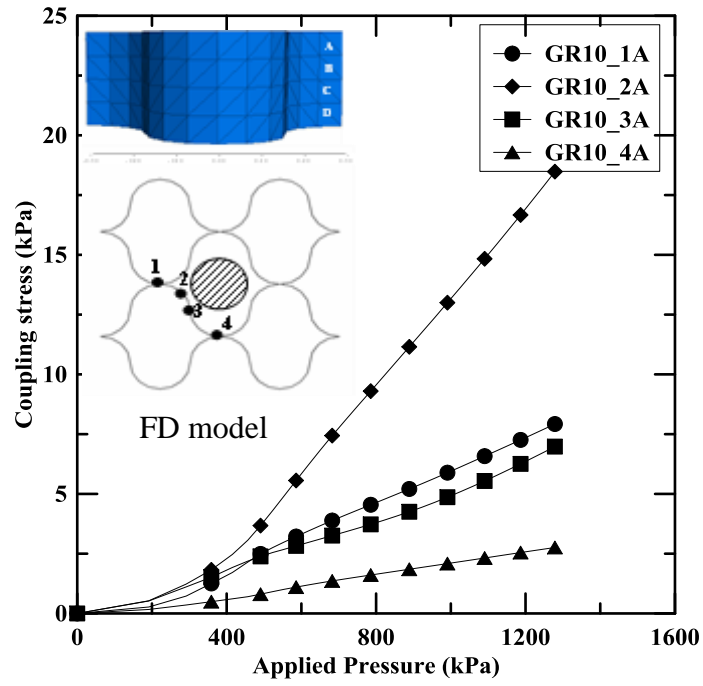 25
20
15
10
5
0
Coupling stress (kPa)
A
B
C
D
1
2
3
4
FD model
GR10_1A
GR10_2A
GR10_3A
GR10_4A
0 400 800 1200 1600
Applied Pressure (kPa)